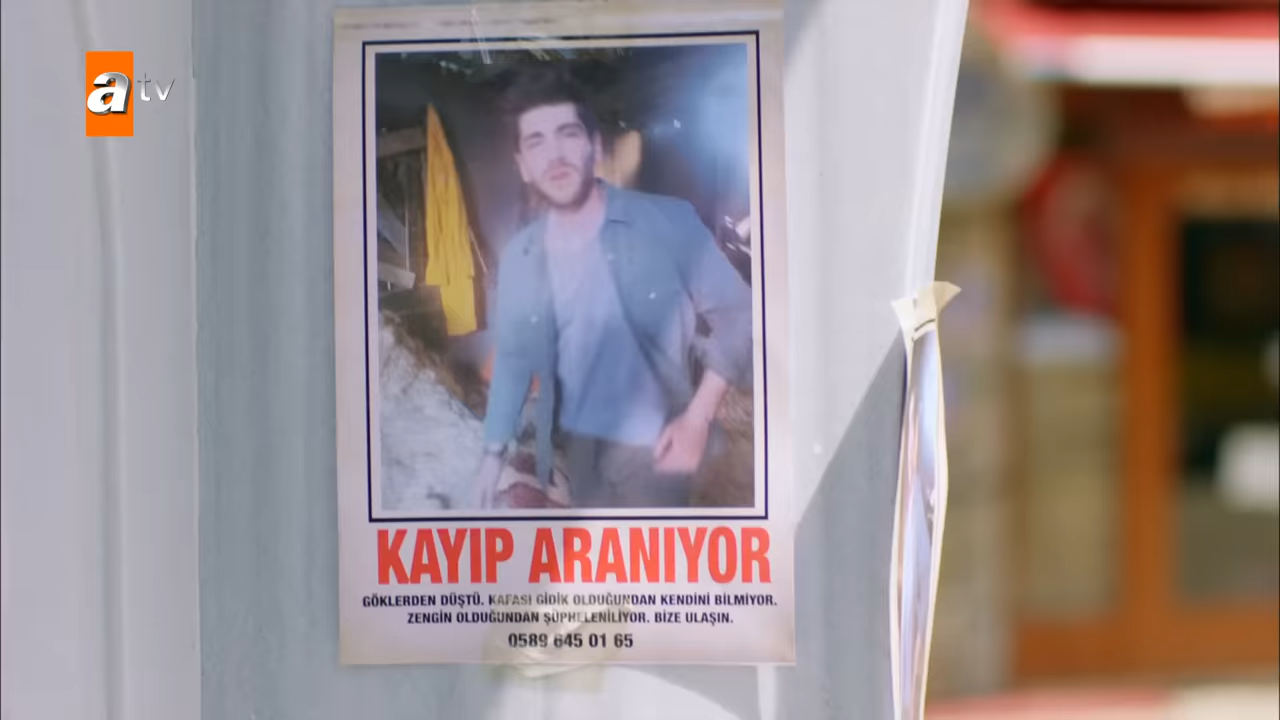 atv
KAYIP ARANIYOR
GÖKLERDEN DÜŞTÜ. KAFASI GİDİK OLDUĞUNDAN KENDİNİ BİLMİYOR.
ZENGİN OLDUĞUNDAN ŞÜPHELENİLİYOR. BİZE ULAŞIN.
0589 645 01 65